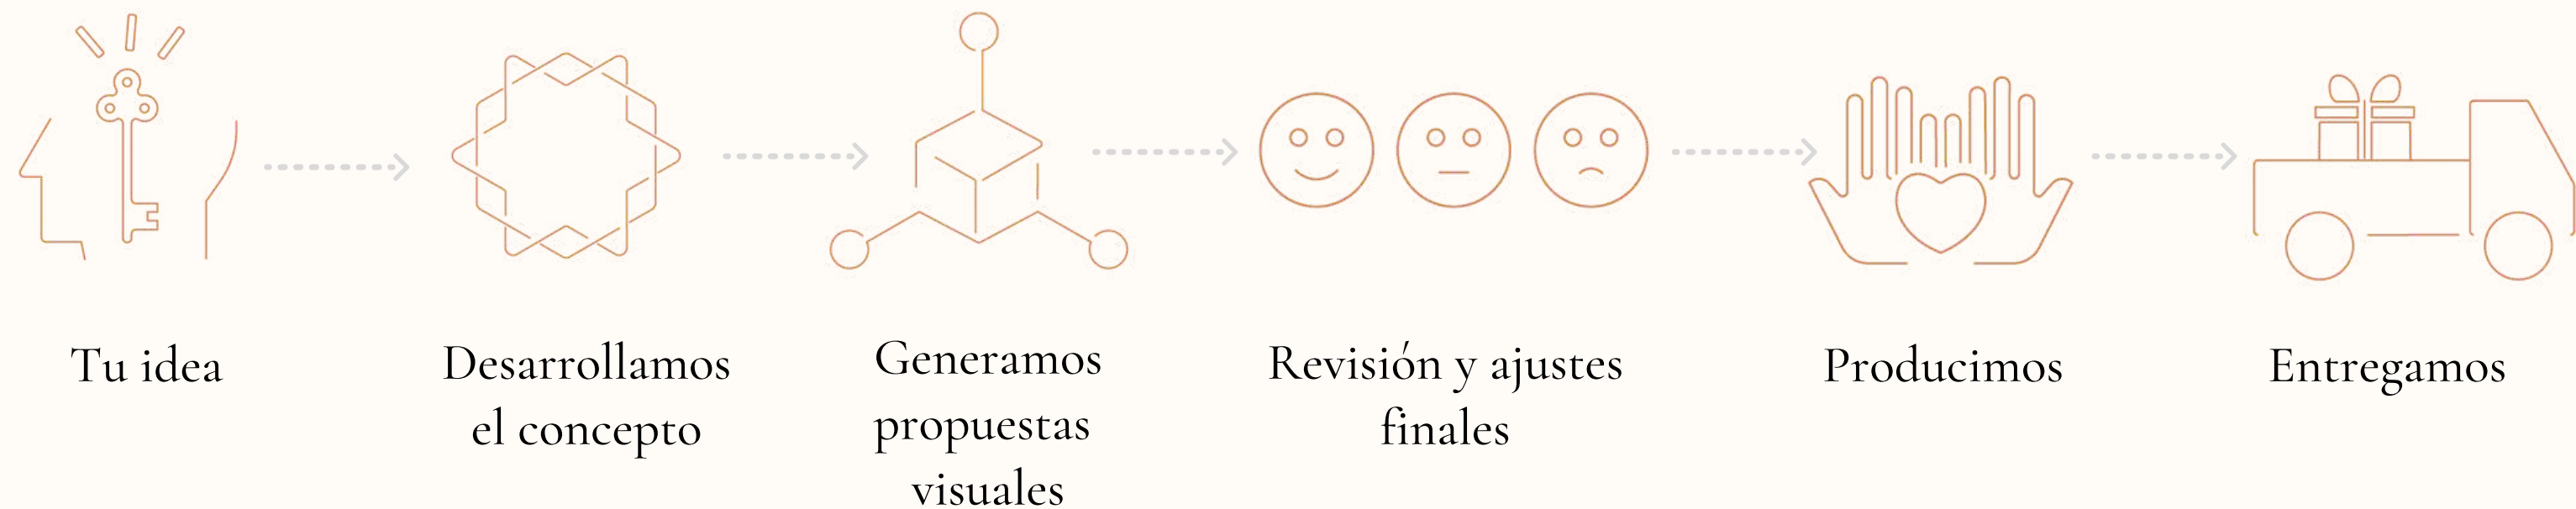 Tu idea
Desarrollamos
el concepto
Generamos
propuestas
visuales
Revisión y ajustes
finales
Producimos
Entregamos